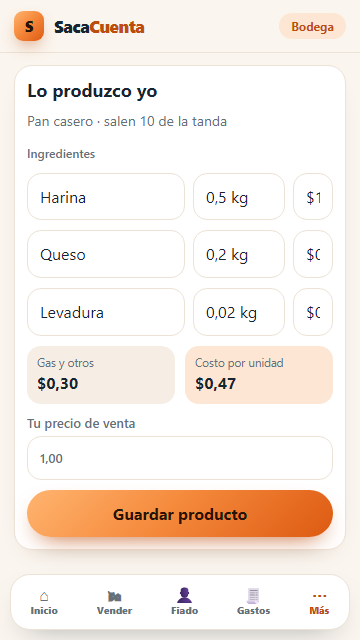 S SacaCuenta Bodega
Lo produzco yo
Pan casero · salen 10 de la tanda
Ingredientes
Harina 0,5 kg
Queso 0,2 kg
Levadura 0,02 kg
Gas y otros Costo por unidad
$0,30 $0,47
Tu precio de venta
1,00
Guardar producto
Inicio Vender Fiado Gastos Más